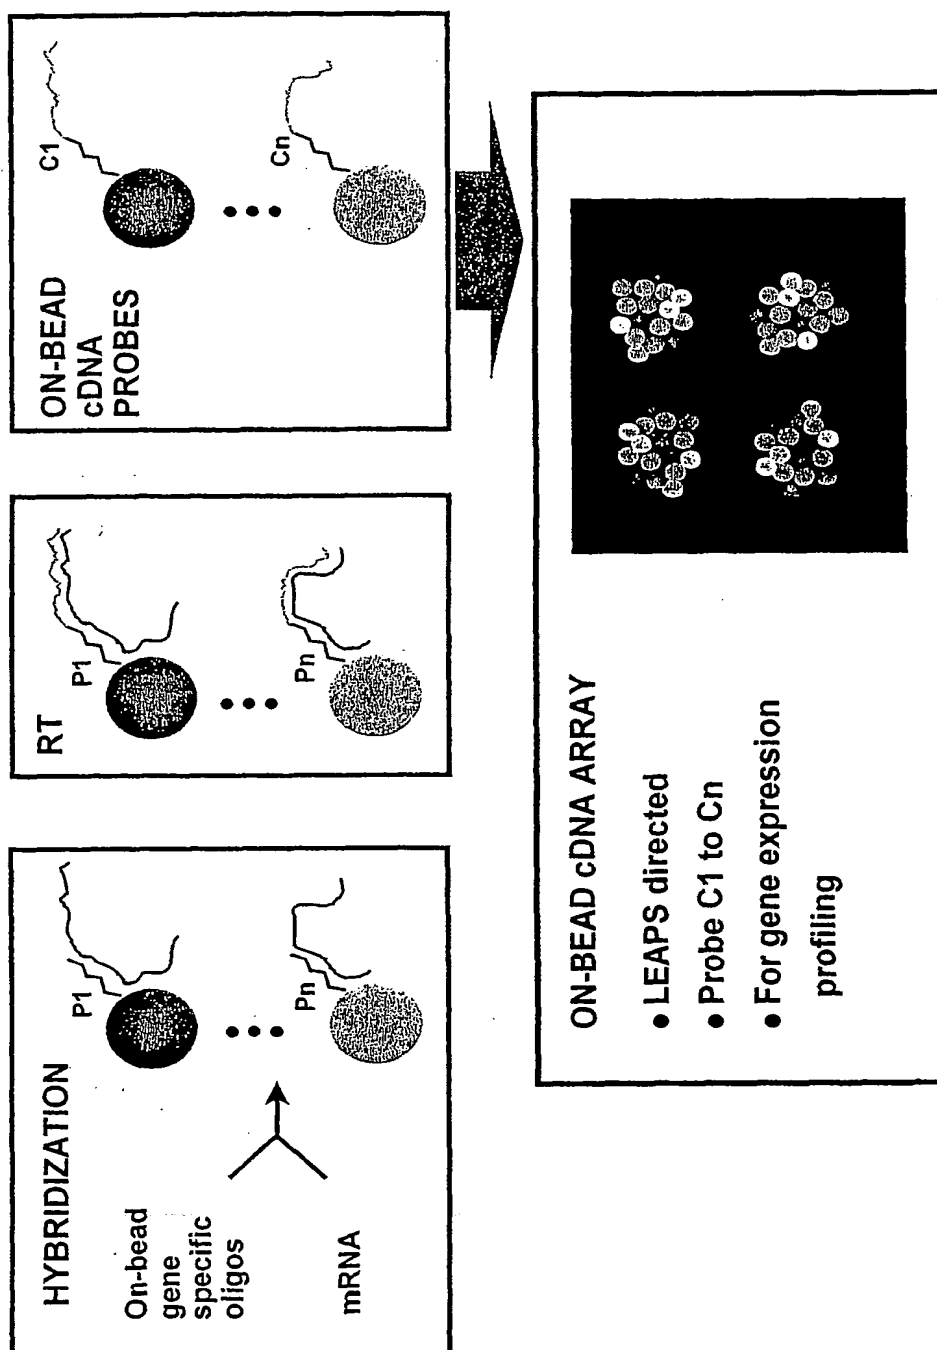 HYBRIDIZATION
On-bead
gene
specific
oligos
mRNA
P1
Pn
RT
P1
Pn
ON-BEAD
cDNA
PROBES
C1
Cn
ON-BEAD cDNA ARRAY
• LEAPS directed
• Probe C1 to Cn
• For gene expression
profiling